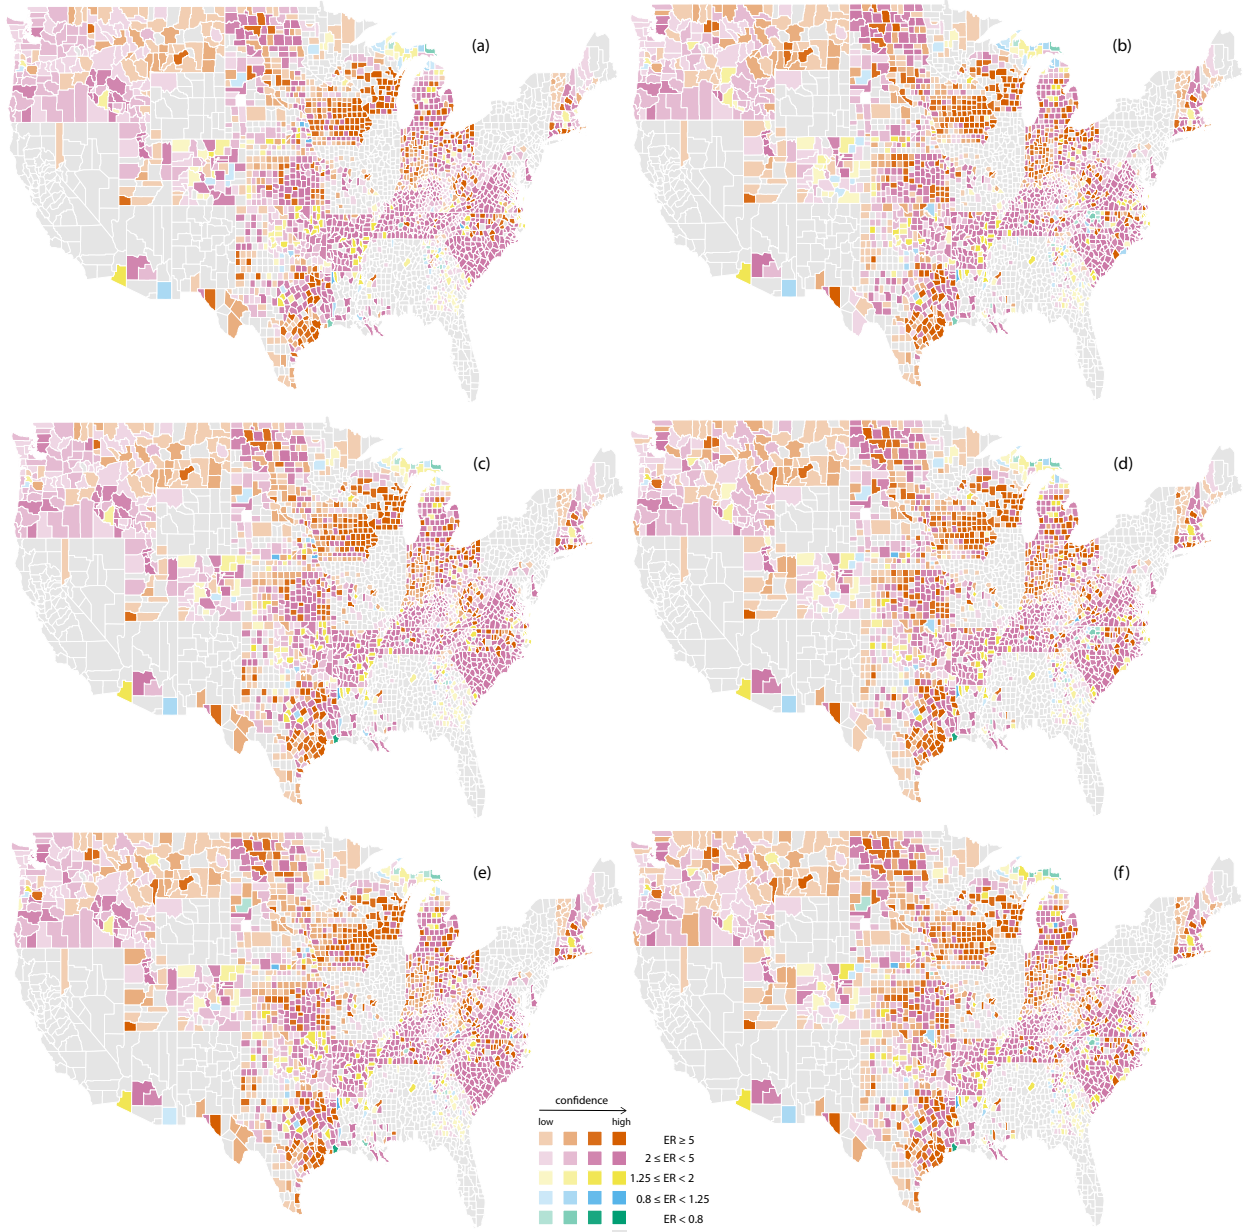 (a)
(b)
(c)
(d)
(e)
(f)
confidence
low high
ER ≥ 5
2 ≤ ER < 5
1.25 ≤ ER < 2
0.8 ≤ ER < 1.25
ER < 0.8